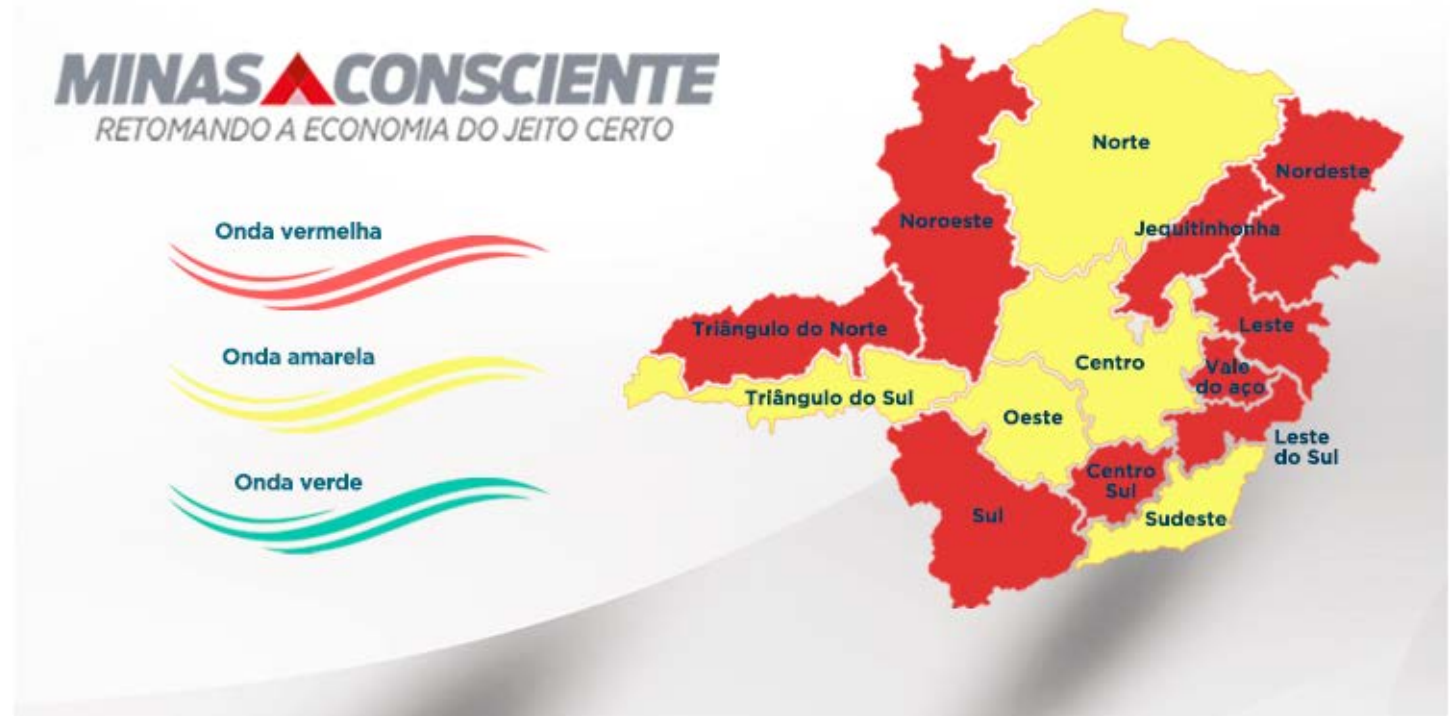 MINAS CONSCIENTE
RETOMANDO A ECONOMIA DO JEITO CERTO
Onda vermelha
Onda amarela
Onda verde
Norte
Nordeste
Noroeste
Jequitinhonha
Triângulo do Norte
Leste
Centro
Vale
do aço
Triângulo do Sul
Oeste
Leste
do Sul
Centro
Sul
Sul
Sudeste